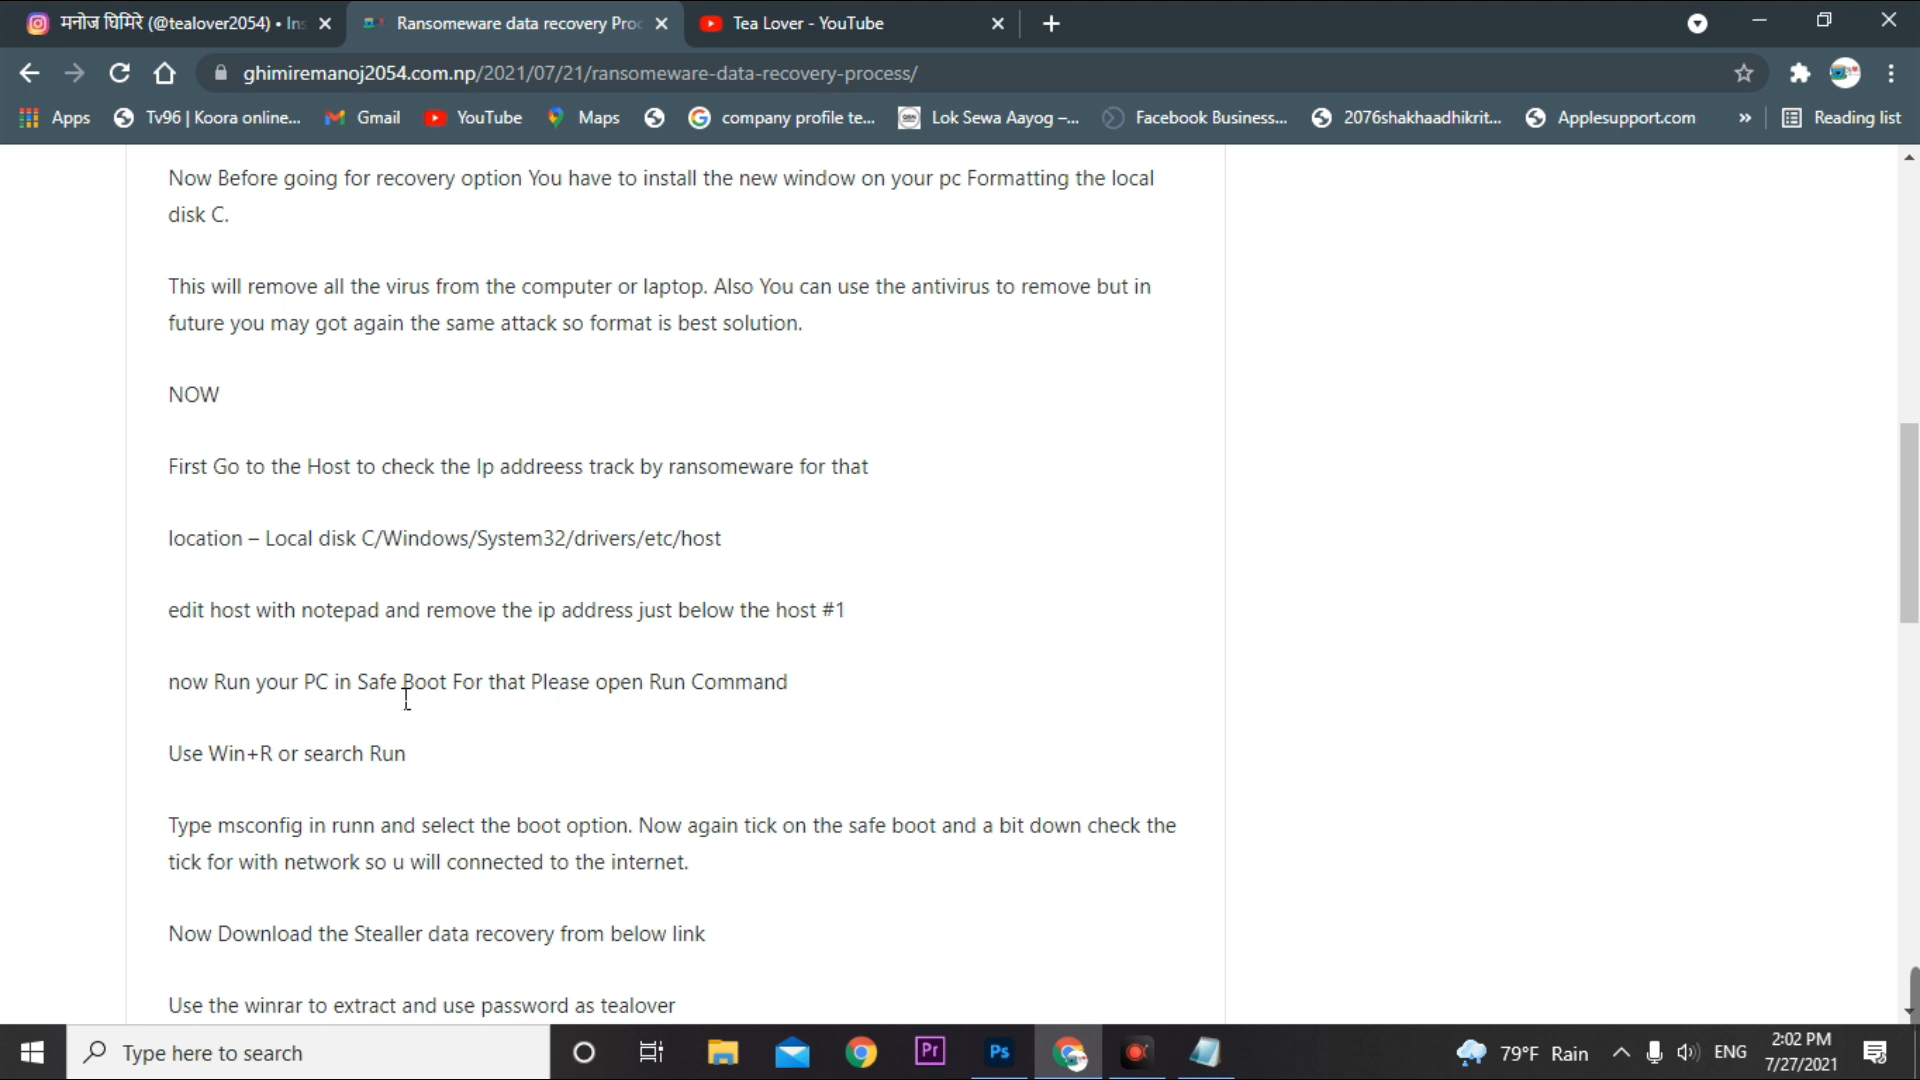 मनोज घिमिरे (@tealover2054) • Ins
Ransomeware data recovery Proc
Tea Lover - YouTube
ghimiremanoj2054.com.np/2021/07/21/ransomeware-data-recovery-process/
Apps
Tv96 | Koora online...
Gmail
YouTube
Maps
company profile te...
Lok Sewa Aayog –...
Facebook Business...
2076shakhaadhikrit...
Applesupport.com
»
Reading list
Now Before going for recovery option You have to install the new window on your pc Formatting the local
disk C.
This will remove all the virus from the computer or laptop. Also You can use the antivirus to remove but in
future you may got again the same attack so format is best solution.
NOW
First Go to the Host to check the Ip addreess track by ransomeware for that
location – Local disk C/Windows/System32/drivers/etc/host
edit host with notepad and remove the ip address just below the host #1
now Run your PC in Safe Boot For that Please open Run Command
Use Win+R or search Run
Type msconfig in runn and select the boot option. Now again tick on the safe boot and a bit down check the
tick for with network so u will connected to the internet.
Now Download the Stealler data recovery from below link
Use the winrar to extract and use password as tealover
Type here to search
Pr
Ps
79°F Rain
ENG
2:02 PM
7/27/2021